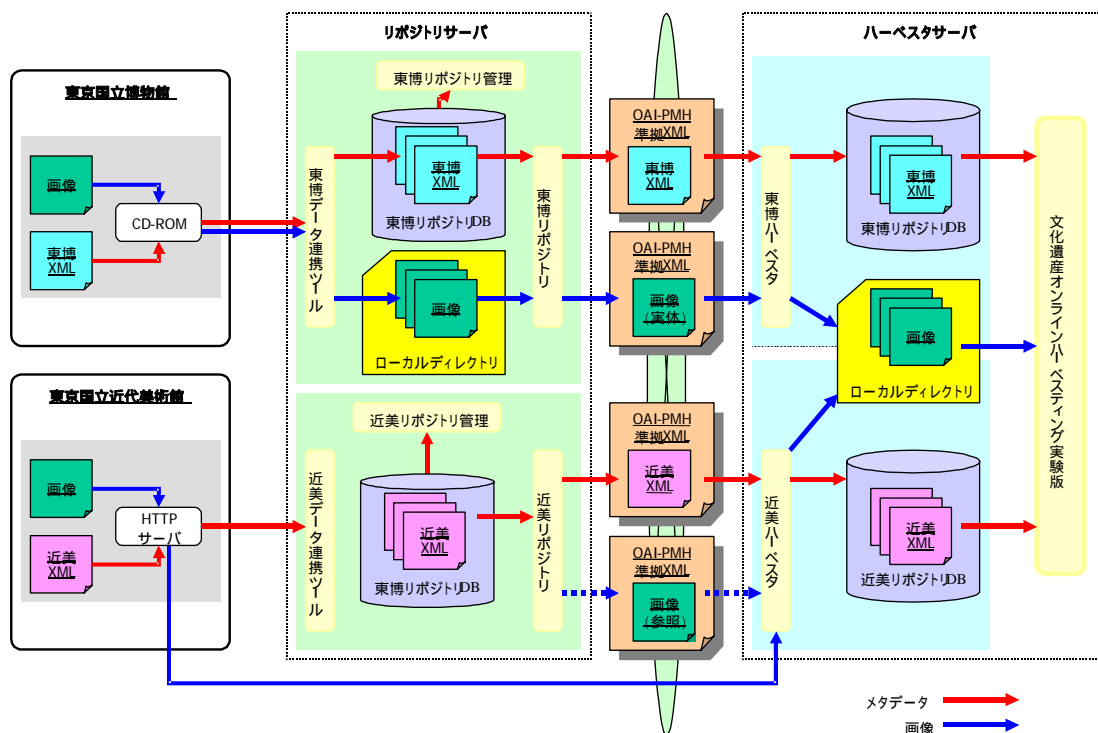 リポジトリサーバ
ハーベスタサーバ
東京国立博物館
画像
東博
XML
CD-ROM
東博データ連携ツール
東博リポジトリ管理
東博
XML
東博リポジトリDB
画像
ローカルディレクトリ
東博リポジトリ
OAI-PMH
準拠XML
東博
XML
OAI-PMH
準拠XML
画像
(実体)
東博ハーベスタ
東博
XML
東博リポジトリDB
画像
ローカルディレクトリ
文化遺産オンラインハーベスティング実験版
東京国立近代美術館
画像
近美
XML
HTTP
サーバ
近美データ連携ツール
近美リポジトリ管理
近美
XML
東博リポジトリDB
近美リポジトリ
OAI-PMH
準拠XML
近美
XML
OAI-PMH
準拠XML
画像
(参照)
近美ハーベスタ
近美
XML
近美リポジトリDB
メタデータ
画像